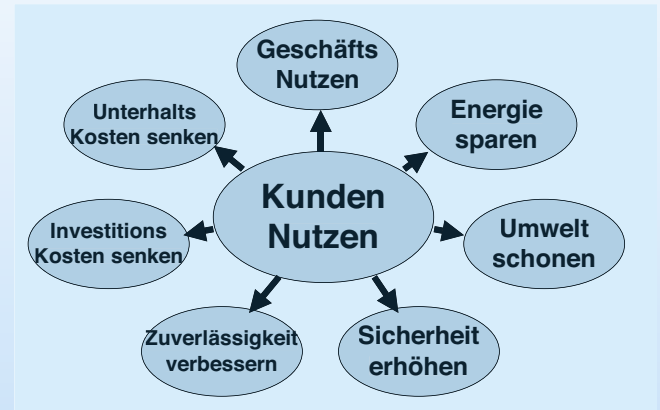 Geschäfts
Nutzen
Unterhalts
Kosten senken
Energie
sparen
Kunden
Nutzen
Investitions
Kosten senken
Umwelt
schonen
Zuverlässigkeit
verbessern
Sicherheit
erhöhen